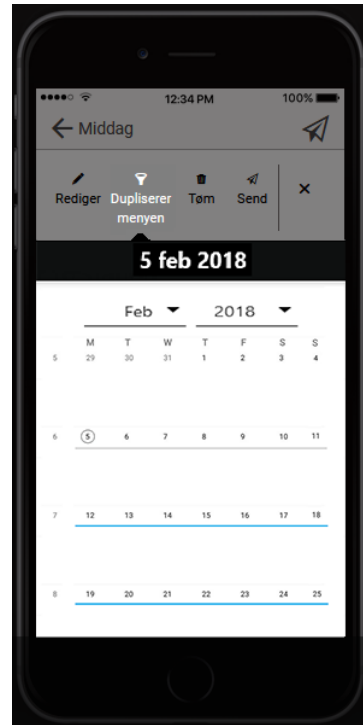 12:34 PM 100%
Middag
Rediger Dupliserer menyen Tøm Send ×
5 feb 2018
Feb 2018
M T W T F S S
5 29 30 31 1 2 3 4
6 5 6 7 8 9 10 11
7 12 13 14 15 16 17 18
8 19 20 21 22 23 24 25